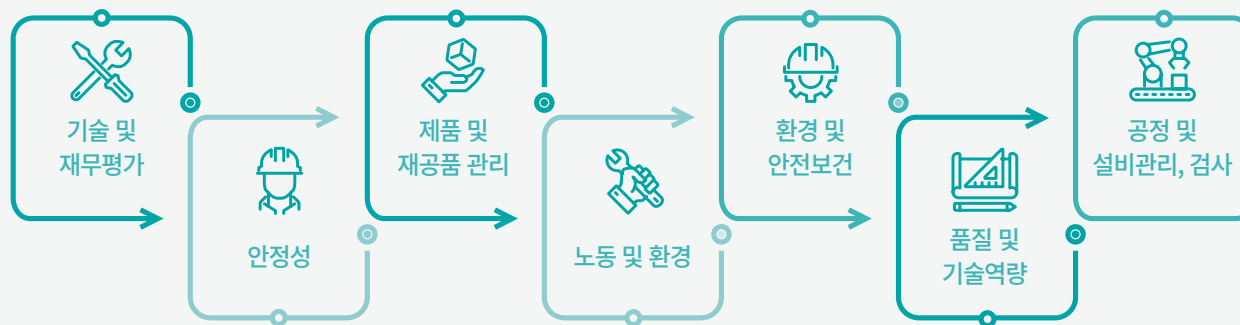 기술 및
재무평가
안정성
제품 및
재공품 관리
노동 및 환경
환경 및
안전보건
품질 및
기술역량
공정 및
설비관리, 검사